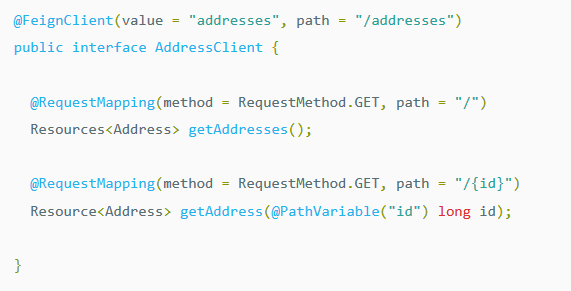 @FeignClient(value = "addresses", path = "/addresses")
public interface AddressClient {
@RequestMapping(method = RequestMethod.GET, path = "/")
Resources<Address> getAddresses();
@RequestMapping(method = RequestMethod.GET, path = "/{id}")
Resource<Address> getAddress(@PathVariable("id") long id);
}